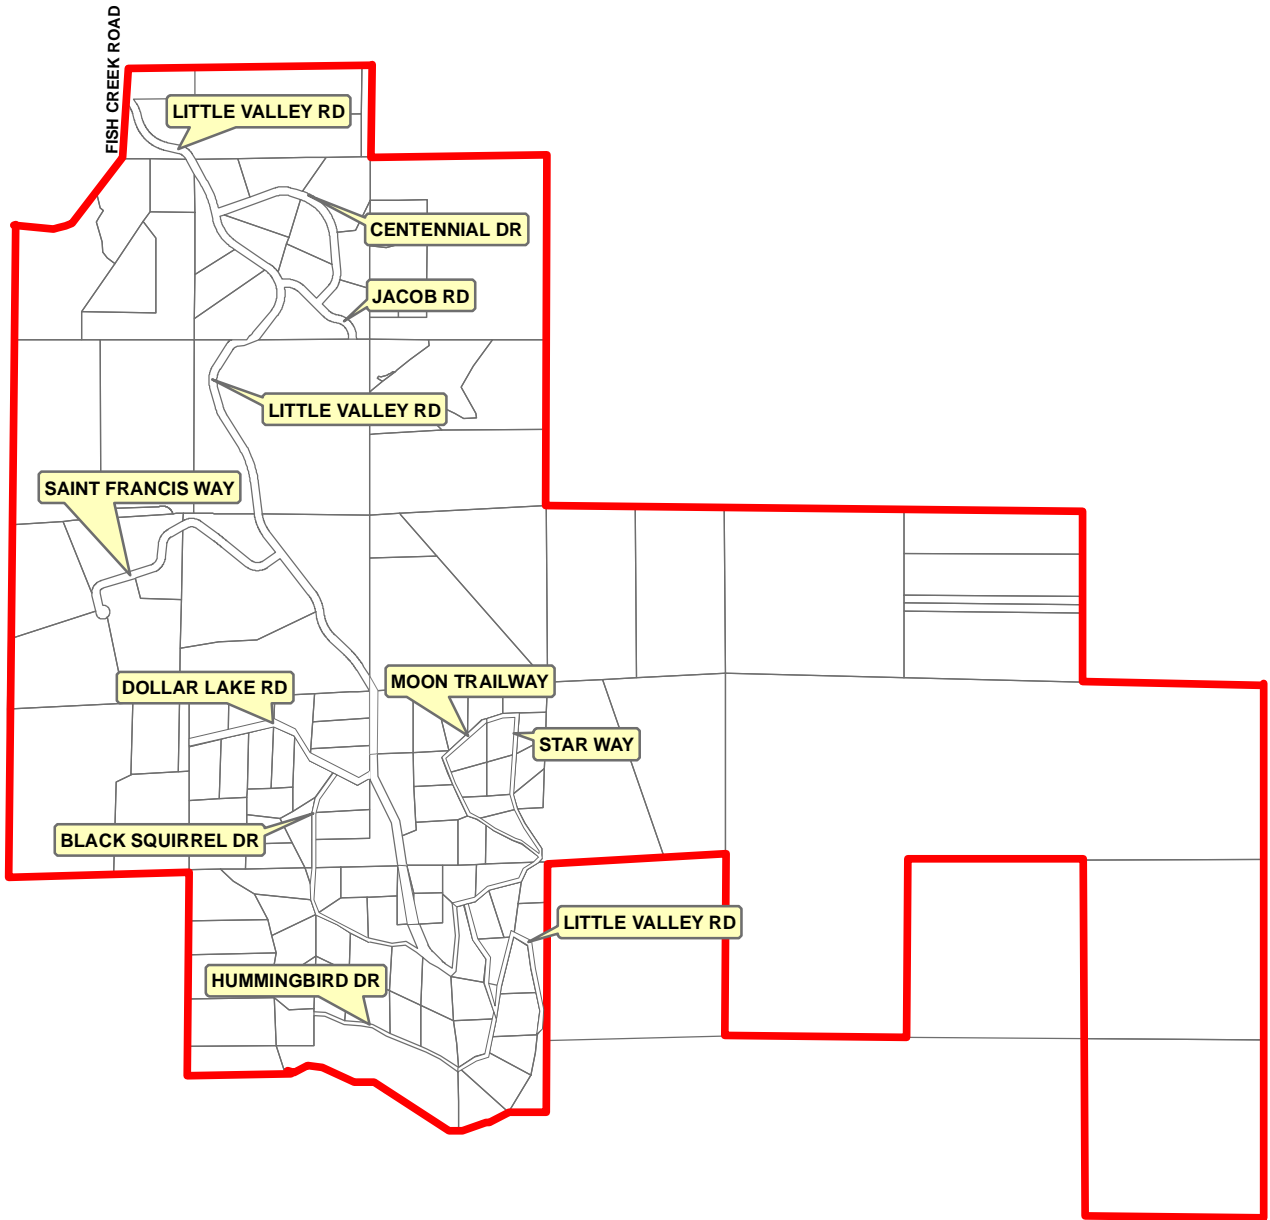 FISH CREEK ROAD
LITTLE VALLEY RD
CENTENNIAL DR
JACOB RD
LITTLE VALLEY RD
SAINT FRANCIS WAY
DOLLAR LAKE RD
MOON TRAILWAY
STAR WAY
BLACK SQUIRREL DR
LITTLE VALLEY RD
HUMMINGBIRD DR